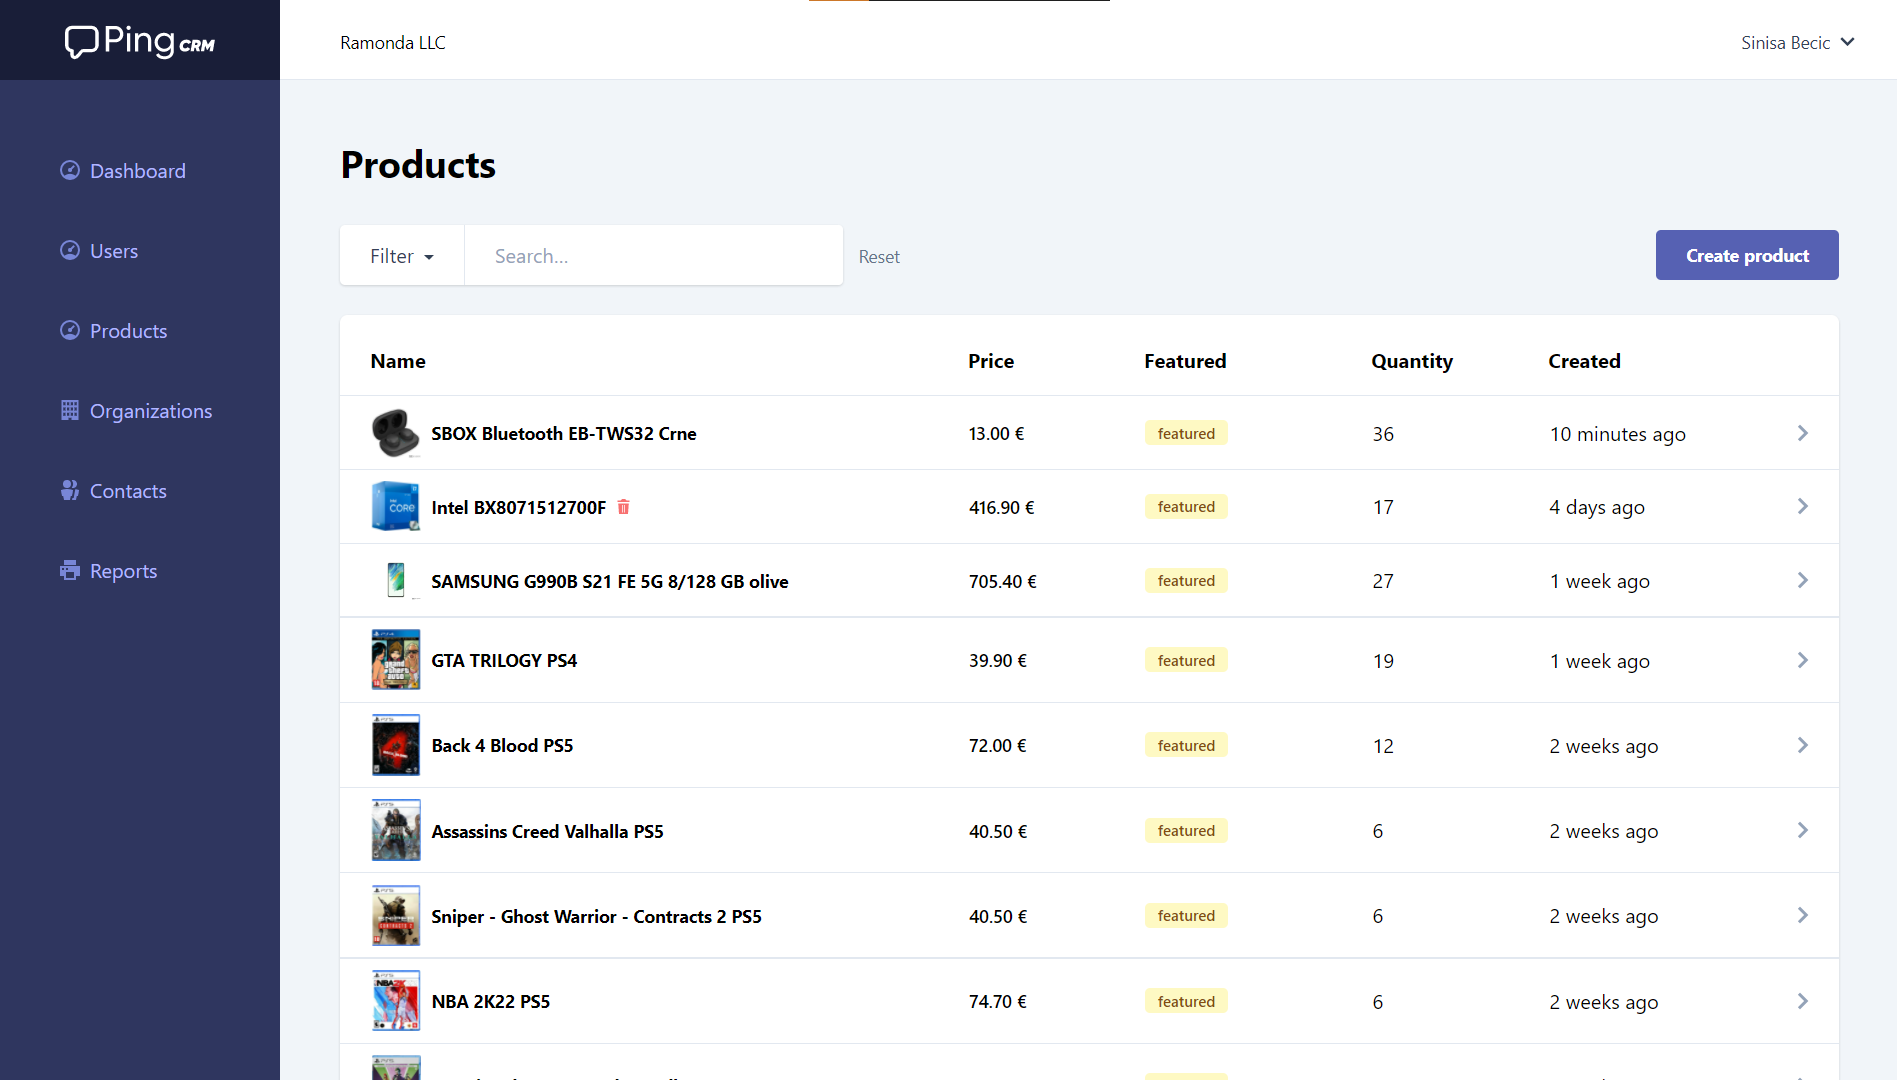 Ping CRM
Ramonda LLC
Sinisa Becic
Dashboard
Users
Products
Organizations
Contacts
Reports
Products
Filter
Search...
Reset
Create product
Name Price Featured Quantity Created
SBOX Bluetooth EB-TWS32 Crne 13.00 € featured 36 10 minutes ago
CORE
Intel BX8071512700F 416.90 € featured 17 4 days ago
SAMSUNG G990B S21 FE 5G 8/128 GB olive 705.40 € featured 27 1 week ago
GTA TRILOGY PS4 39.90 € featured 19 1 week ago
Back 4 Blood PS5 72.00 € featured 12 2 weeks ago
Assassins Creed Valhalla PS5 40.50 € featured 6 2 weeks ago
Sniper - Ghost Warrior - Contracts 2 PS5 40.50 € featured 6 2 weeks ago
NBA 2K22 PS5 74.70 € featured 6 2 weeks ago